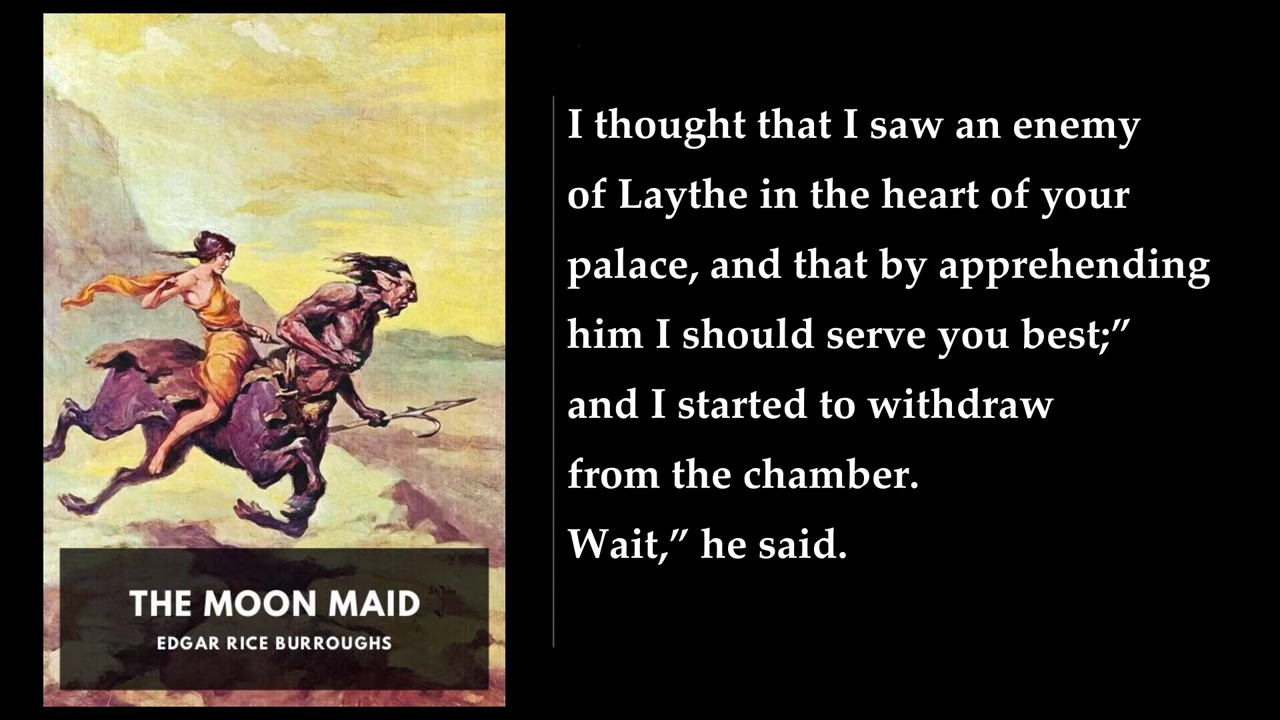 THE MOON MAID
EDGAR RICE BURROUGHS
I thought that I saw an enemy
of Laythe in the heart of your
palace, and that by apprehending
him I should serve you best;”
and I started to withdraw
from the chamber.
Wait,” he said.